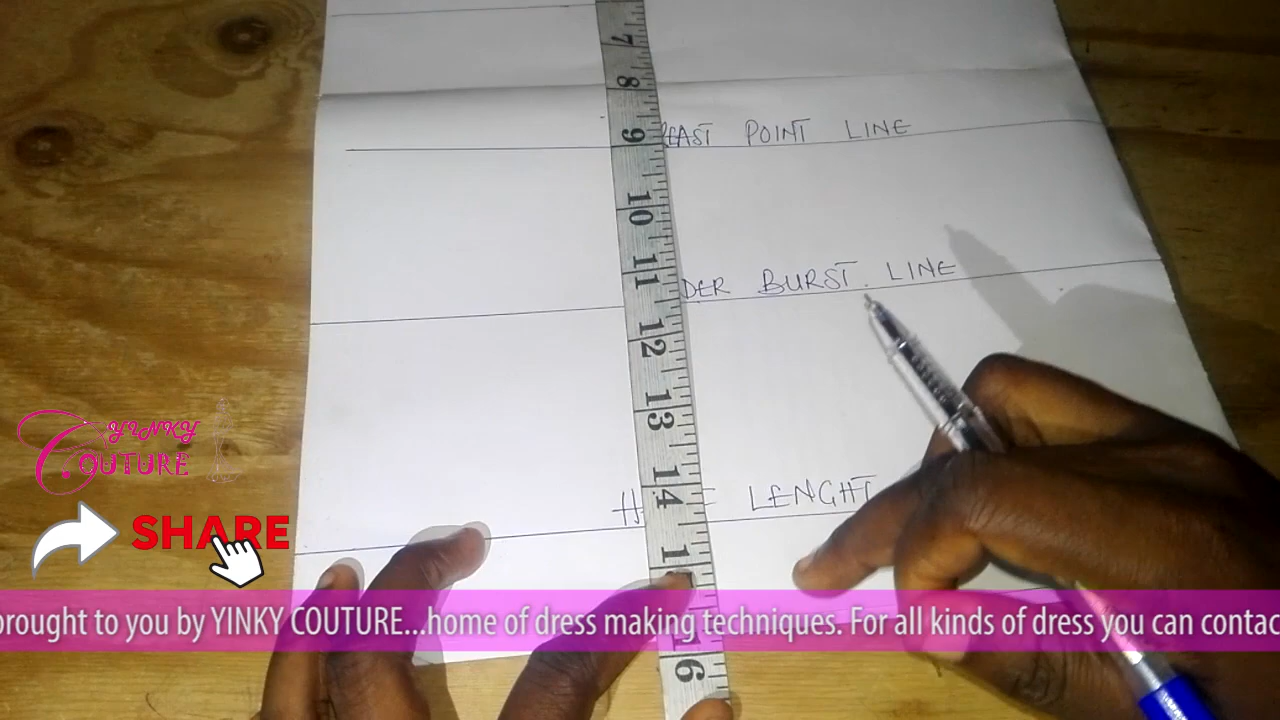 7
8
9
EAST POINT LINE
10
11
DER BURST. LINE
12
13
14
LENGHT
YINKY
COUTURE
SHARE
brought to you by YINKY COUTURE...home of dress making techniques. For all kinds of dress you can contac
16